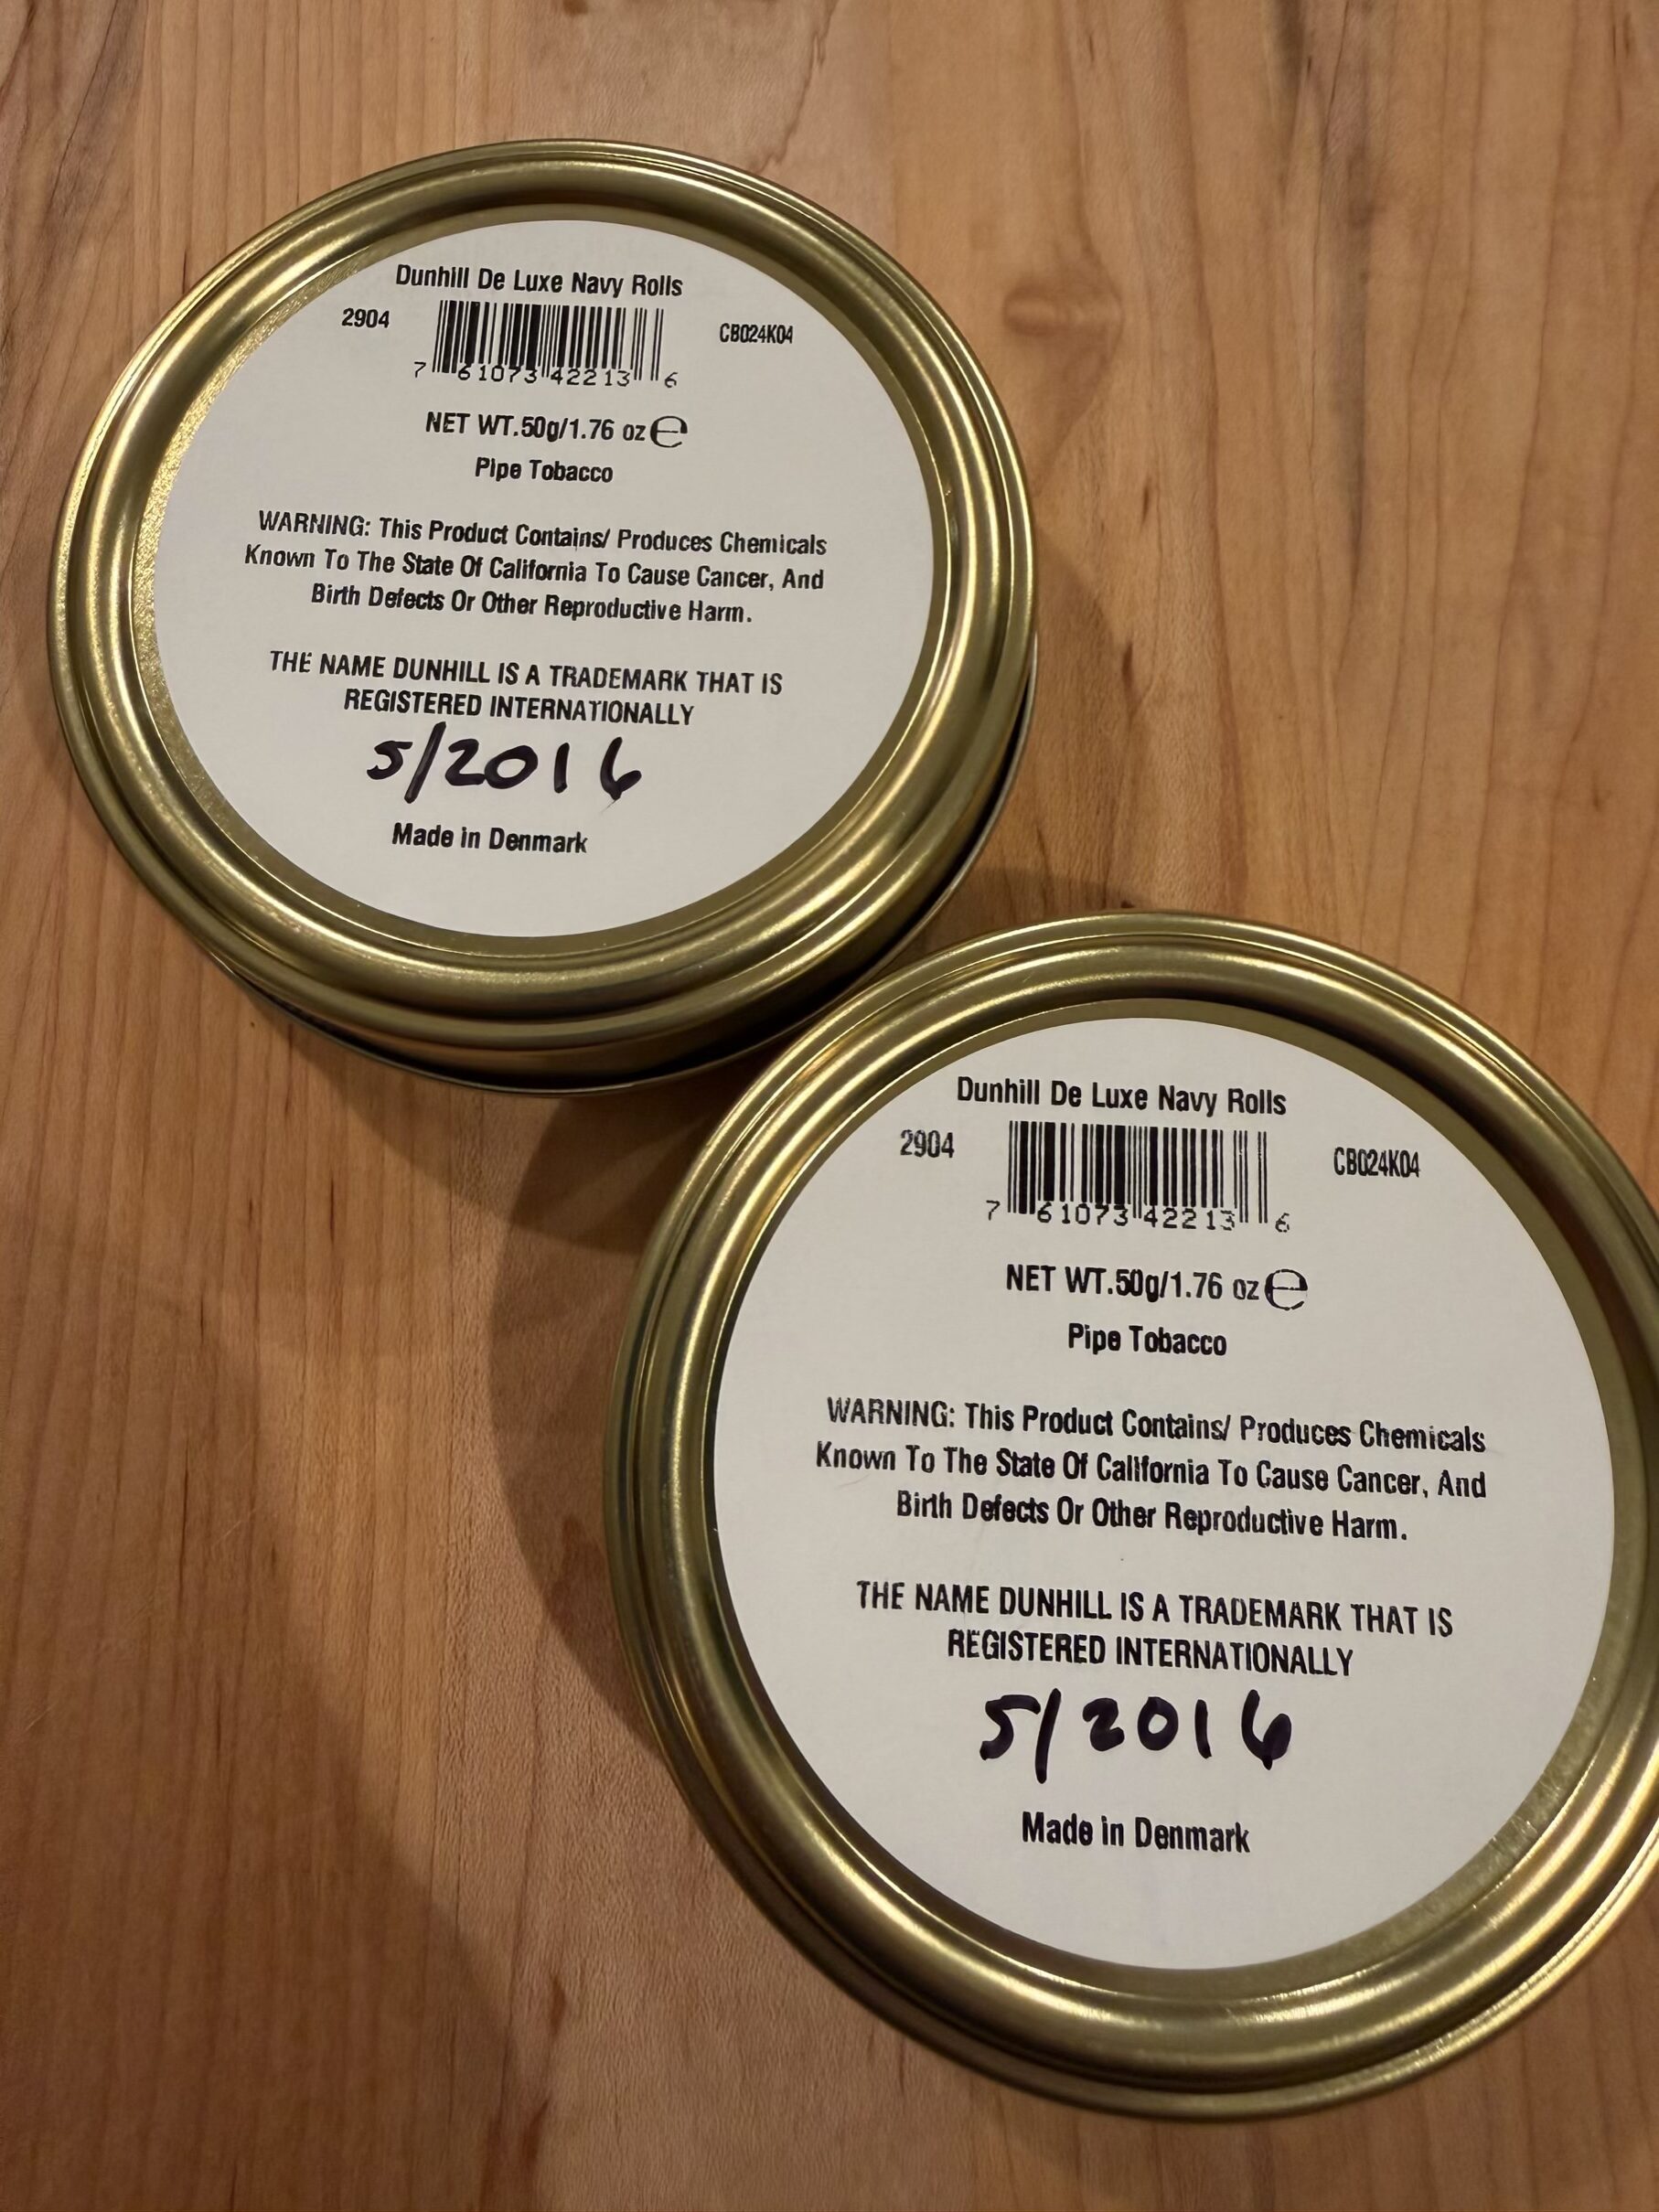 Dunhill De Luxe Navy Rolls
2904
CB024K04
7 61073 42213 6
NET WT.50g/1.76 oz ℮
Pipe Tobacco
WARNING: This Product Contains/ Produces Chemicals
Known To The State Of California To Cause Cancer, And
Birth Defects Or Other Reproductive Harm.
THE NAME DUNHILL IS A TRADEMARK THAT IS
REGISTERED INTERNATIONALLY
5/2016
Made in Denmark
Dunhill De Luxe Navy Rolls
2904
CB024K04
7 61073 42213 6
NET WT.50g/1.76 oz ℮
Pipe Tobacco
WARNING: This Product Contains/ Produces Chemicals
Known To The State Of California To Cause Cancer, And
Birth Defects Or Other Reproductive Harm.
THE NAME DUNHILL IS A TRADEMARK THAT IS
REGISTERED INTERNATIONALLY
5/2016
Made in Denmark